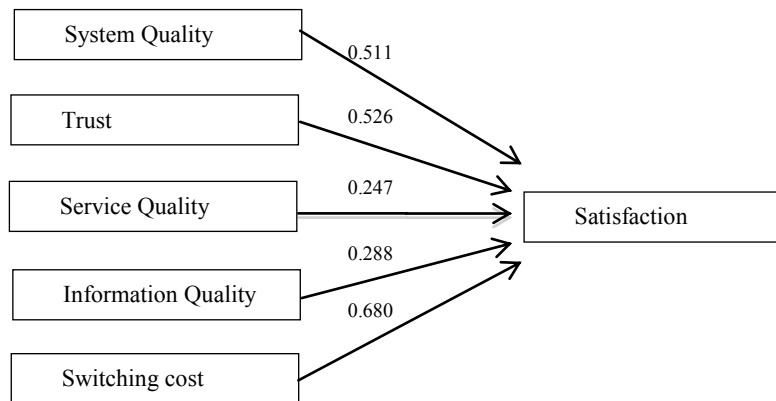 System Quality
0.511
Trust
0.526
Service Quality
0.247
Satisfaction
0.288
Information Quality
0.680
Switching cost